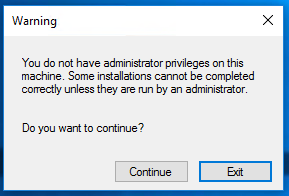 Warning
You do not have administrator privileges on this
machine. Some installations cannot be completed
correctly unless they are run by an administrator.
Do you want to continue?
Continue
Exit